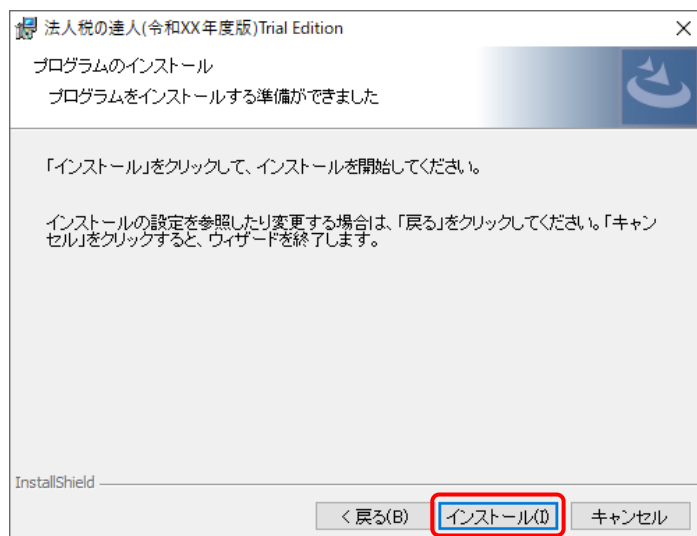 法人税の達人(令和XX年度版)Trial Edition
プログラムのインストール
プログラムをインストールする準備ができました
「インストール」をクリックして、インストールを開始してください。
インストールの設定を参照したり変更する場合は、「戻る」をクリックしてください。「キャン
セル」をクリックすると、ウィザードを終了します。
InstallShield
< 戻る(B)
インストール(I)
キャンセル